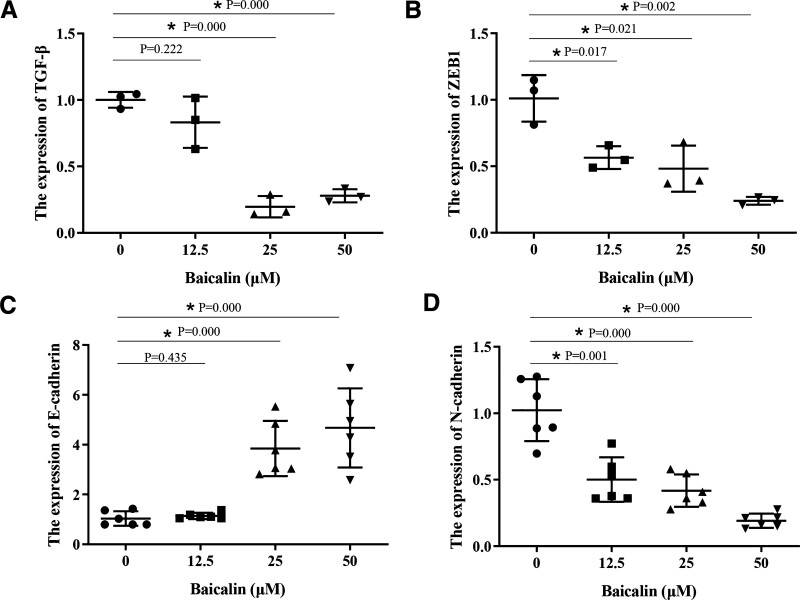 A
* P=0.000
* P=0.000
P=0.222
The expression of TGF-β
1.5
1.0
0.5
0.0
0 12.5 25 50
Baicalin (μM)
B
* P=0.002
* P=0.021
* P=0.017
The expression of ZEB1
1.5
1.0
0.5
0.0
0 12.5 25 50
Baicalin (μM)
C
* P=0.000
* P=0.000
P=0.435
The expression of E-cadherin
8
6
4
2
0
0 12.5 25 50
Baicalin (μM)
D
* P=0.000
* P=0.000
* P=0.001
The expression of N-cadherin
1.5
1.0
0.5
0.0
0 12.5 25 50
Baicalin (μM)